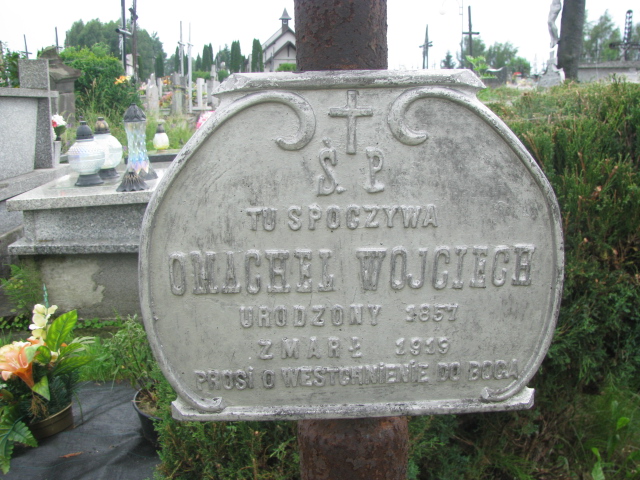 Ś. P
TU SPOCZYWA
OMACHEL WOJCIECH
URODZONY 1857
ZMARŁ 1919
PROSI O WESTCHNIENIE DO BOGA